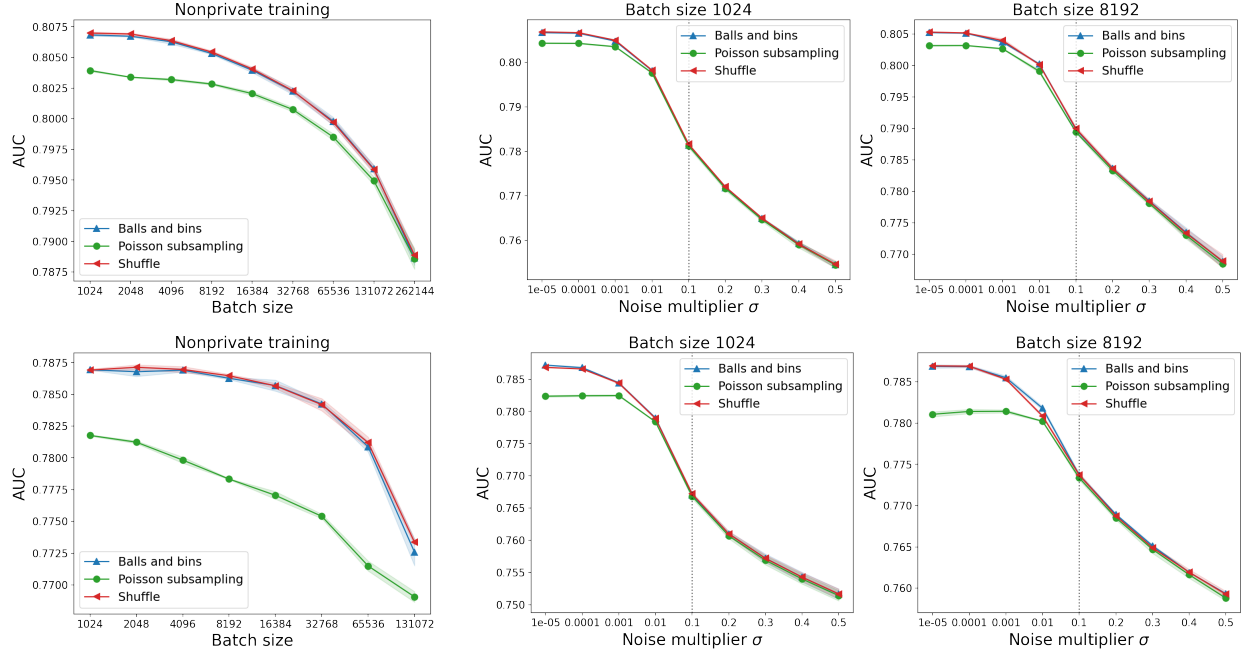 Nonprivate training
0.8075
0.8050
0.8025
0.8000
0.7975
0.7950
0.7925
0.7900
0.7875
AUC
Balls and bins
Poisson subsampling
Shuffle
1024 2048 4096 8192 16384 32768 65536 131072 262144
Batch size
Batch size 1024
0.80
0.79
0.78
0.77
0.76
AUC
Balls and bins
Poisson subsampling
Shuffle
1e-05 0.0001 0.001 0.01 0.1 0.2 0.3 0.4 0.5
Noise multiplier σ
Batch size 8192
0.805
0.800
0.795
0.790
0.785
0.780
0.775
0.770
AUC
Balls and bins
Poisson subsampling
Shuffle
1e-05 0.0001 0.001 0.01 0.1 0.2 0.3 0.4 0.5
Noise multiplier σ
Nonprivate training
0.7875
0.7850
0.7825
0.7800
0.7775
0.7750
0.7725
0.7700
AUC
Balls and bins
Poisson subsampling
Shuffle
1024 2048 4096 8192 16384 32768 65536 131072
Batch size
Batch size 1024
0.785
0.780
0.775
0.770
0.765
0.760
0.755
0.750
AUC
Balls and bins
Poisson subsampling
Shuffle
1e-05 0.0001 0.001 0.01 0.1 0.2 0.3 0.4 0.5
Noise multiplier σ
Batch size 8192
0.785
0.780
0.775
0.770
0.765
0.760
AUC
Balls and bins
Poisson subsampling
Shuffle
1e-05 0.0001 0.001 0.01 0.1 0.2 0.3 0.4 0.5
Noise multiplier σ